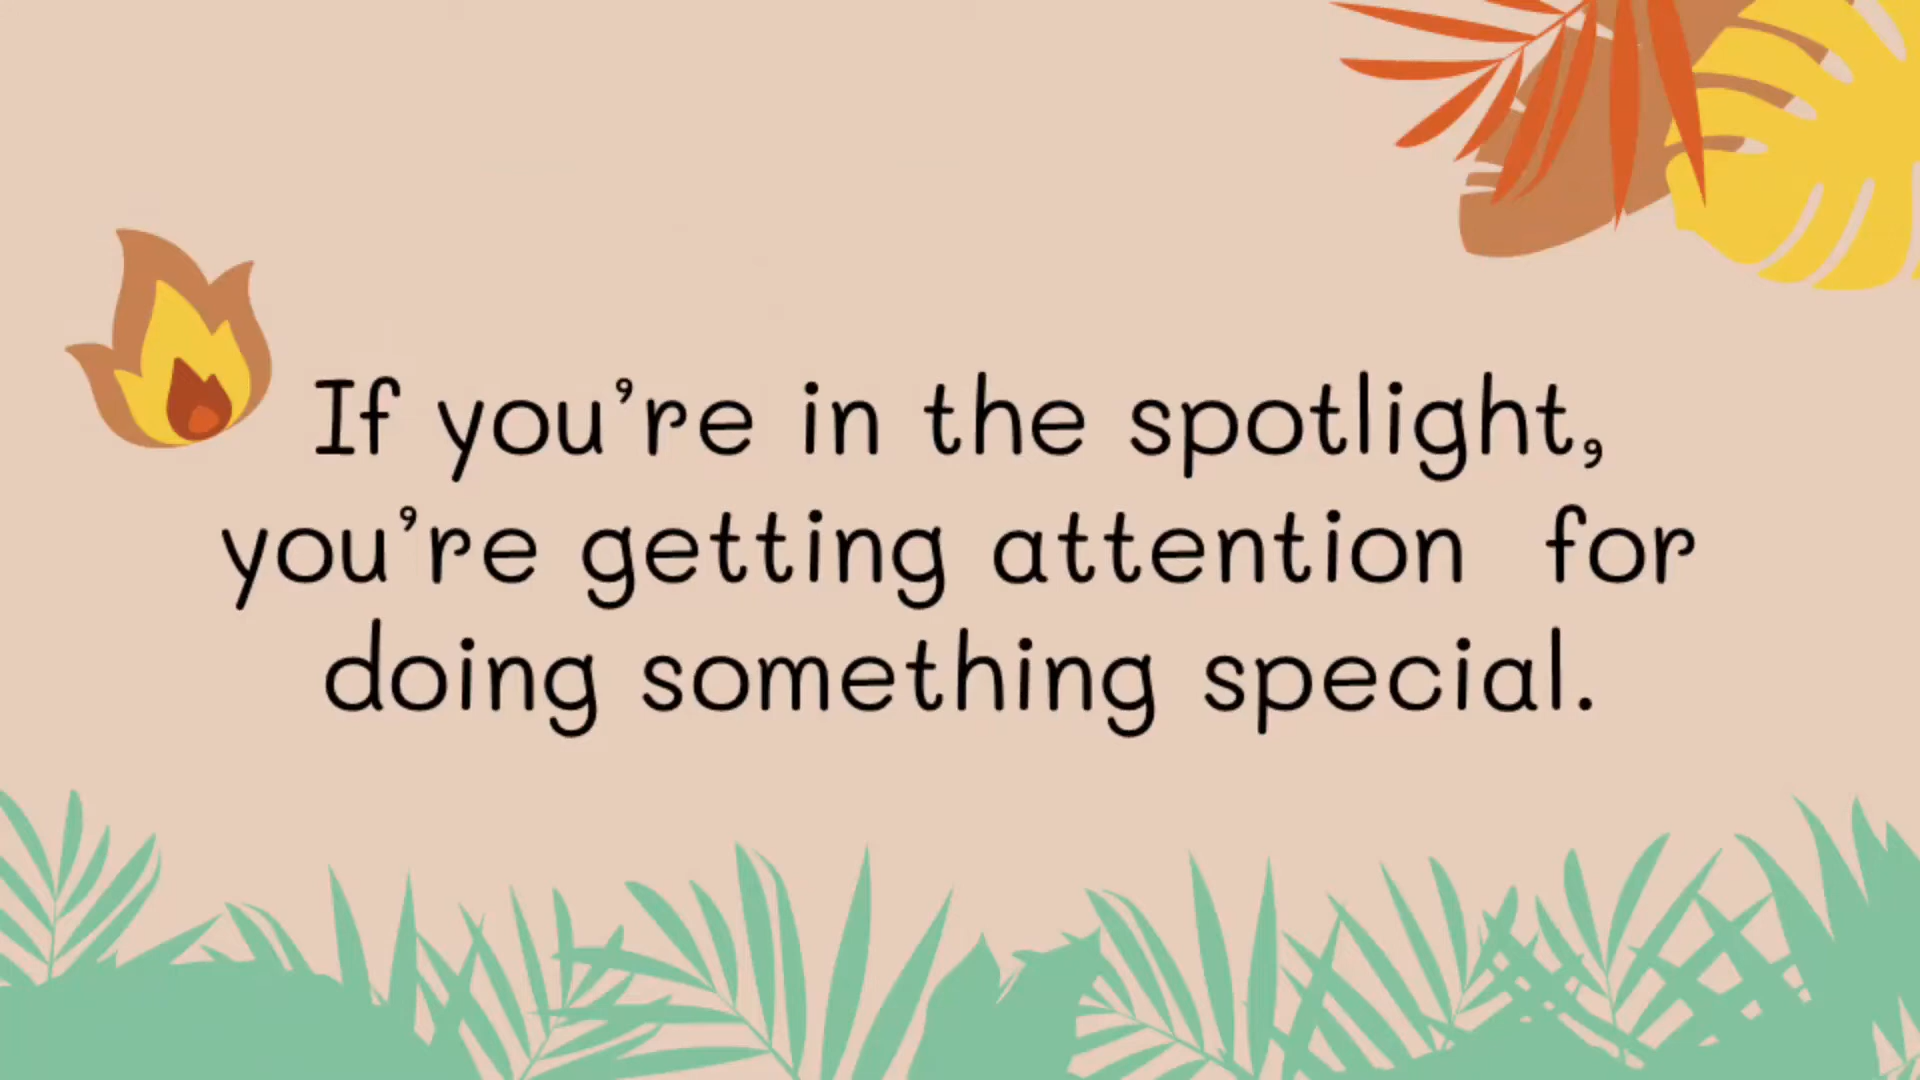 If you're in the spotlight,
you're getting attention  for
doing something special.